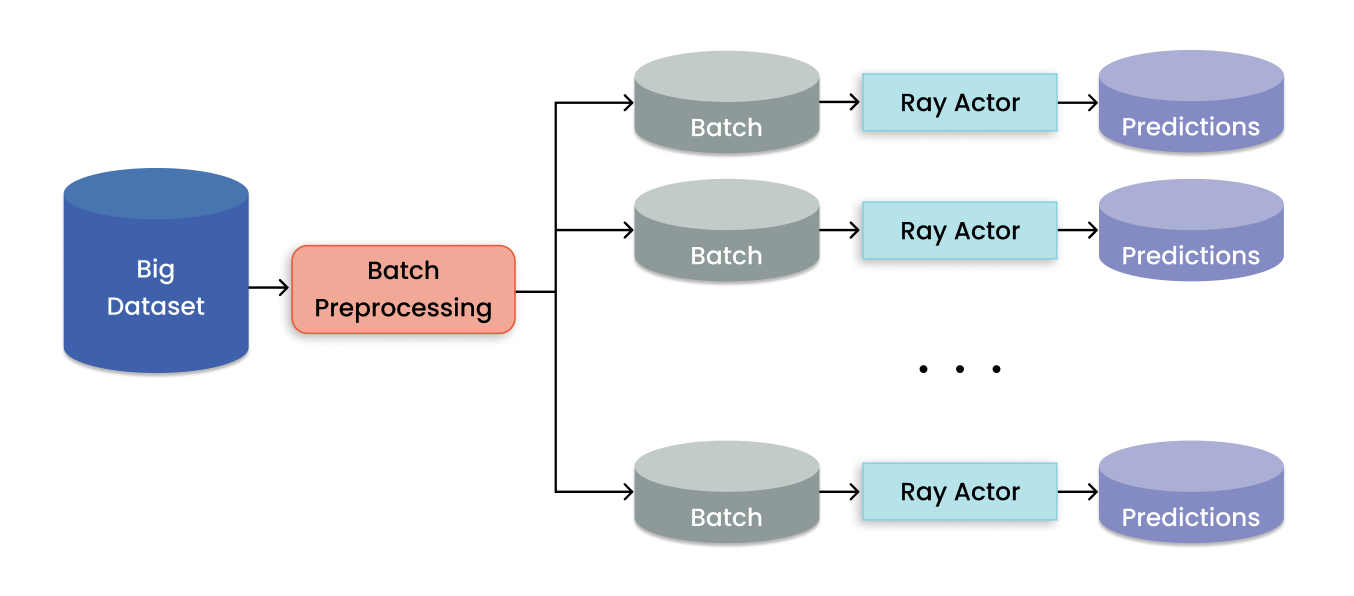 Big
Dataset
Batch
Preprocessing
Batch
Ray Actor
Predictions
Batch
Ray Actor
Predictions
. . .
Batch
Ray Actor
Predictions